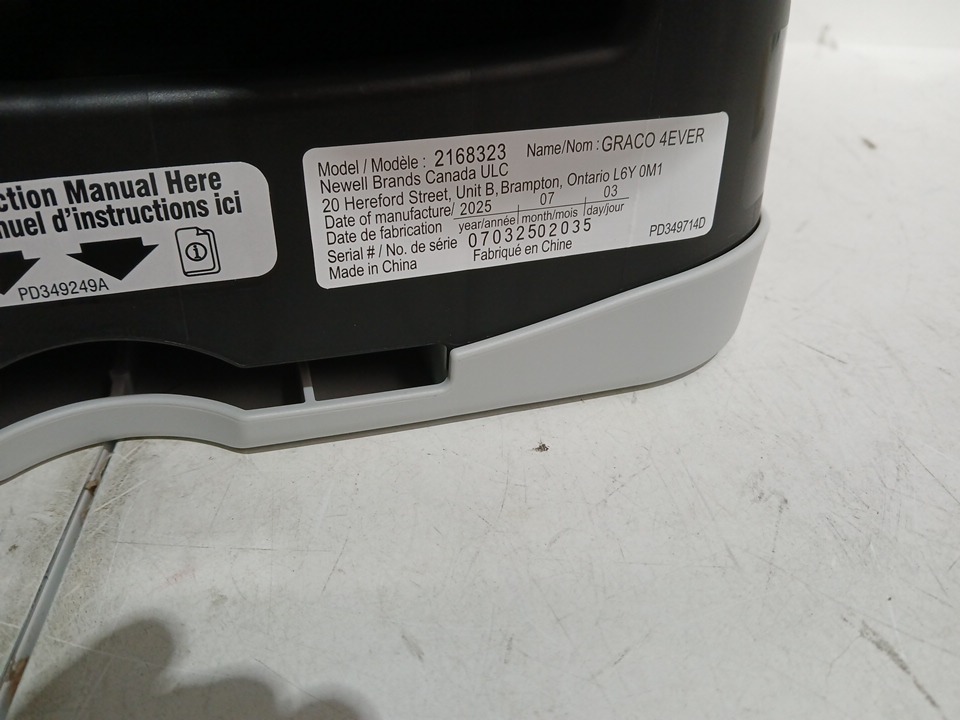 ction Manual Here
nuel d'instructions ici
PD349249A
Model / Modèle : 2168323 Name/Nom : GRACO 4EVER
Newell Brands Canada ULC
20 Hereford Street, Unit B, Brampton, Ontario L6Y 0M1
Date of manufacture/ 2025 07 03
Date de fabrication year/année month/mois day/jour
Serial # / No. de série 07032502035
Made in China Fabriqué en Chine PD349714D